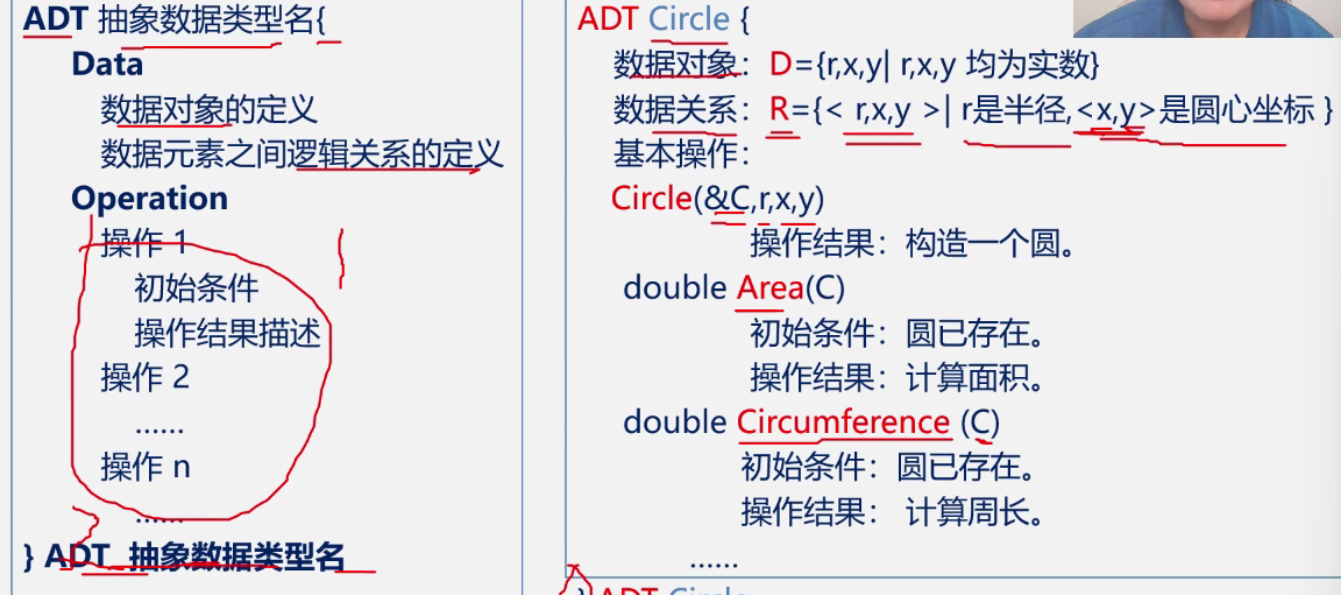 ADT 抽象数据类型名{
Data
数据对象的定义
数据元素之间逻辑关系的定义
Operation
操作 1
初始条件
操作结果描述
操作 2
……
操作 n
……
} ADT 抽象数据类型名
ADT Circle {
数据对象：D={r,x,y| r,x,y 均为实数}
数据关系：R={< r,x,y >| r是半径,<x,y>是圆心坐标 }
基本操作：
Circle(&C,r,x,y)
操作结果：构造一个圆。
double Area(C)
初始条件：圆已存在。
操作结果：计算面积。
double Circumference (C)
初始条件：圆已存在。
操作结果： 计算周长。
……
} ADT Circle